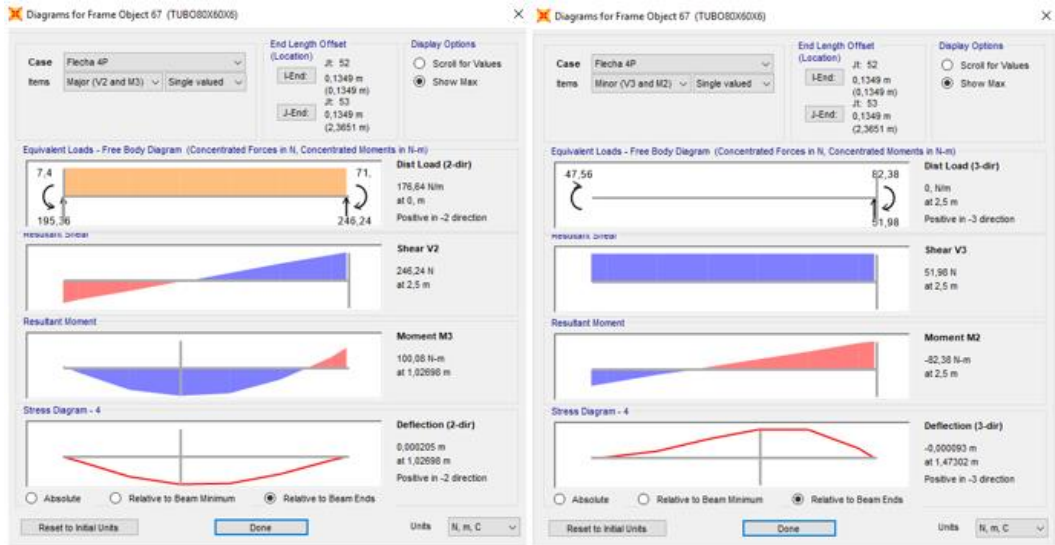 Diagrams for Frame Object 67 (TUBO80X60X6)
Case Flecha 4P
Items Major (V2 and M3) Single valued
End Length Offset
(Location)
Jt: 52
I-End: 0,1349 m
(0,1349 m)
Jt: 53
J-End: 0,1349 m
(2,3651 m)
Display Options
Scroll for Values
Show Max
Equivalent Loads - Free Body Diagram (Concentrated Forces in N, Concentrated Moments in N-m)
7,4 71,
195,36 246,24
Dist Load (2-dir)
176,64 N/m
at 0, m
Positive in -2 direction
Resultant Shear
Shear V2
246,24 N
at 2,5 m
Resultant Moment
Moment M3
100,08 N-m
at 1,02698 m
Stress Diagram - 4
Deflection (2-dir)
0,000205 m
at 1,02698 m
Positive in -2 direction
Absolute Relative to Beam Minimum Relative to Beam Ends
Reset to Initial Units Done Units N, m, C
Diagrams for Frame Object 67 (TUBO80X60X6)
Case Flecha 4P
Items Minor (V3 and M2) Single valued
End Length Offset
(Location)
Jt: 52
I-End: 0,1349 m
(0,1349 m)
Jt: 53
J-End: 0,1349 m
(2,3651 m)
Display Options
Scroll for Values
Show Max
Equivalent Loads - Free Body Diagram (Concentrated Forces in N, Concentrated Moments in N-m)
47,56 82,38
51,98
Dist Load (3-dir)
0, N/m
at 2,5 m
Positive in -3 direction
Resultant Shear
Shear V3
51,98 N
at 2,5 m
Resultant Moment
Moment M2
-82,38 N-m
at 2,5 m
Stress Diagram - 4
Deflection (3-dir)
-0,000093 m
at 1,47302 m
Positive in -3 direction
Absolute Relative to Beam Minimum Relative to Beam Ends
Reset to Initial Units Done Units N, m, C